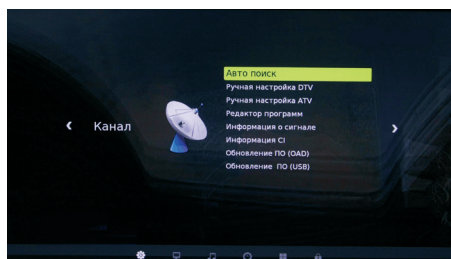 Авто поиск
Ручная настройка DTV
Ручная настройка ATV
Редактор программ
Канал
Информация о сигнале
Информация CI
Обновление ПО (OAD)
Обновление ПО (USB)